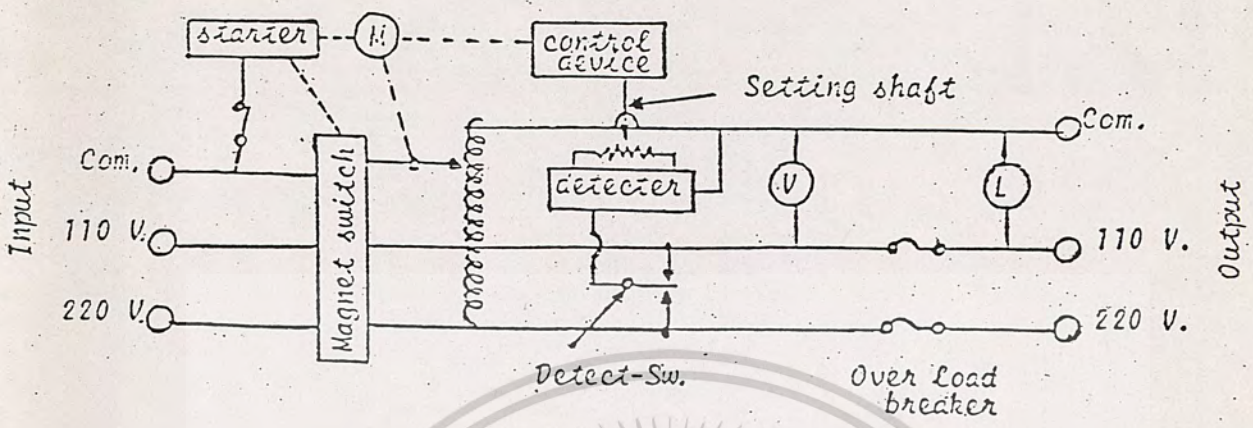 starter
M
control
device
Setting shaft
Com.
Com.
detecter
V
L
Magnet switch
Input
110 V.
110 V.
Output
220 V.
220 V.
Detect-Sw.
Over Load
breaker